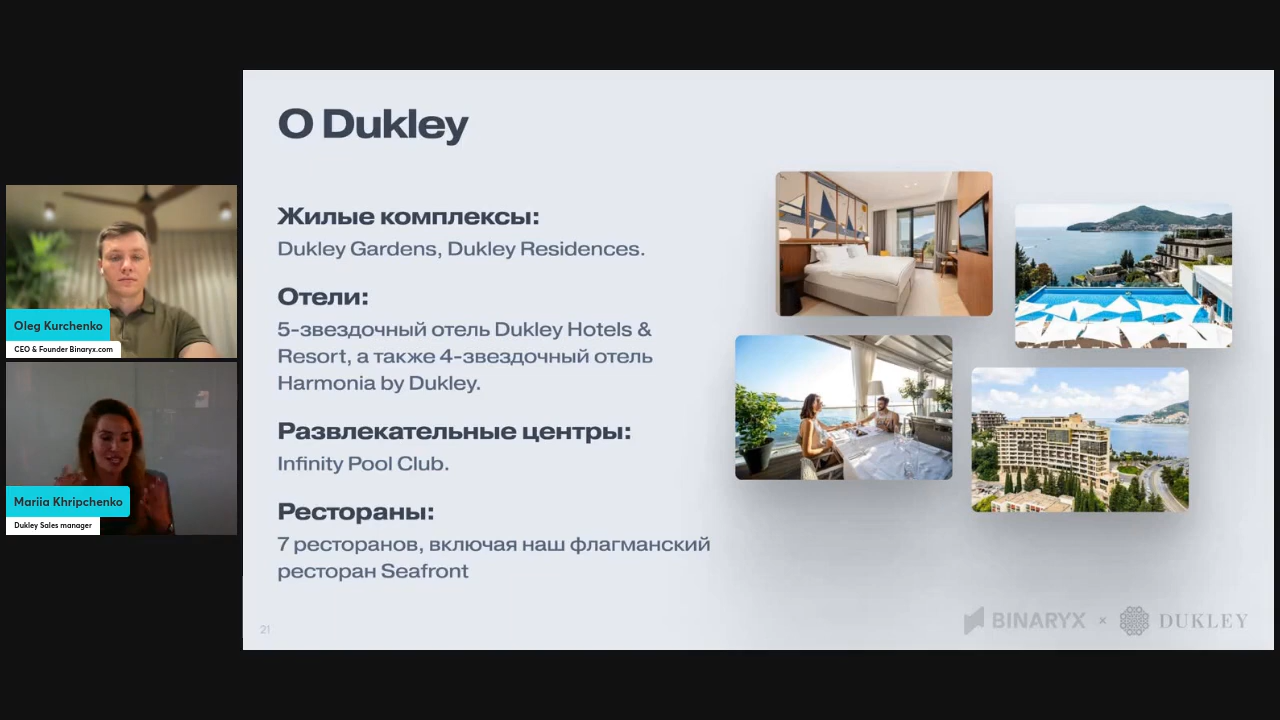 О Dukley
Жилые комплексы:
Dukley Gardens, Dukley Residences.
Отели:
5-звездочный отель Dukley Hotels &
Resort, а также 4-звездочный отель
Harmonia by Dukley.
Развлекательные центры:
Infinity Pool Club.
Рестораны:
7 ресторанов, включая наш флагманский
ресторан Seafront
21
BINARYX × DUKLEY
Oleg Kurchenko
CEO & Founder Binaryx.com
Mariia Khripchenko
Dukley Sales manager